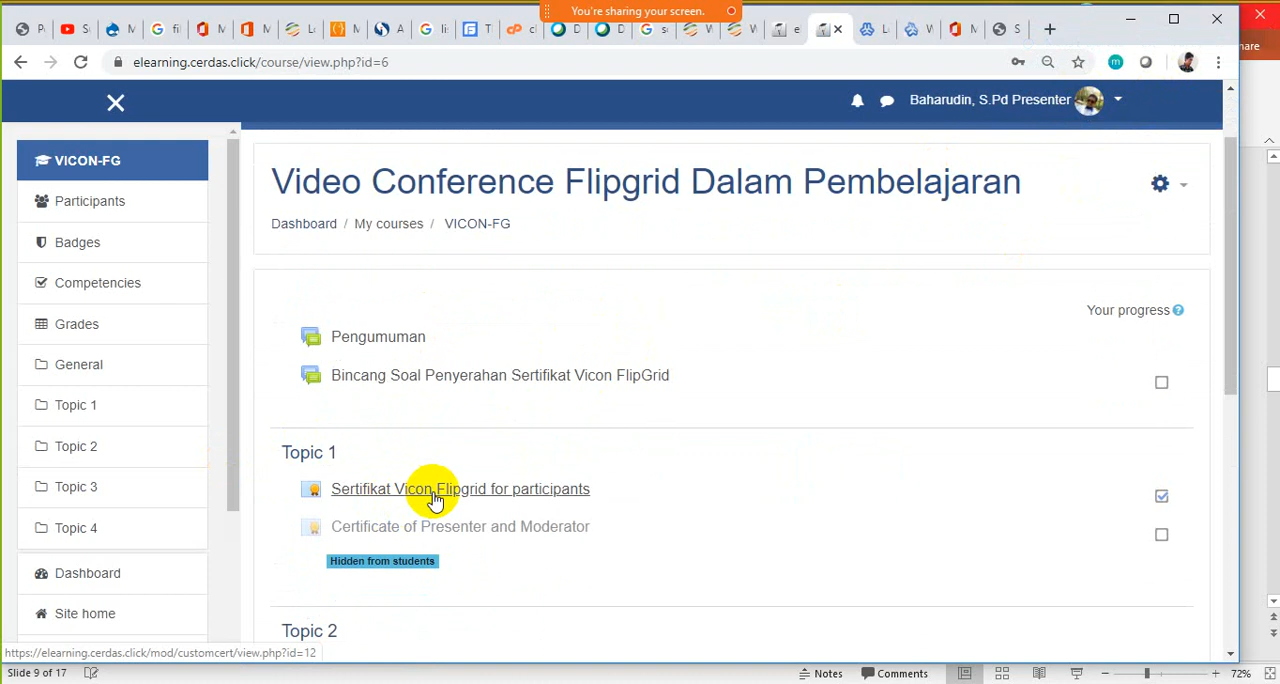 You're sharing your screen.
elearning.cerdas.click/course/view.php?id=6
Baharudin, S.Pd Presenter
VICON-FG
Participants
Badges
Competencies
Grades
General
Topic 1
Topic 2
Topic 3
Topic 4
Dashboard
Site home
Video Conference Flipgrid Dalam Pembelajaran
Dashboard / My courses / VICON-FG
Your progress
Pengumuman
Bincang Soal Penyerahan Sertifikat Vicon FlipGrid
Topic 1
Sertifikat Vicon Flipgrid for participants
Certificate of Presenter and Moderator
Hidden from students
Topic 2
https://elearning.cerdas.click/mod/customcert/view.php?id=12
Slide 9 of 17
Notes
Comments
72%